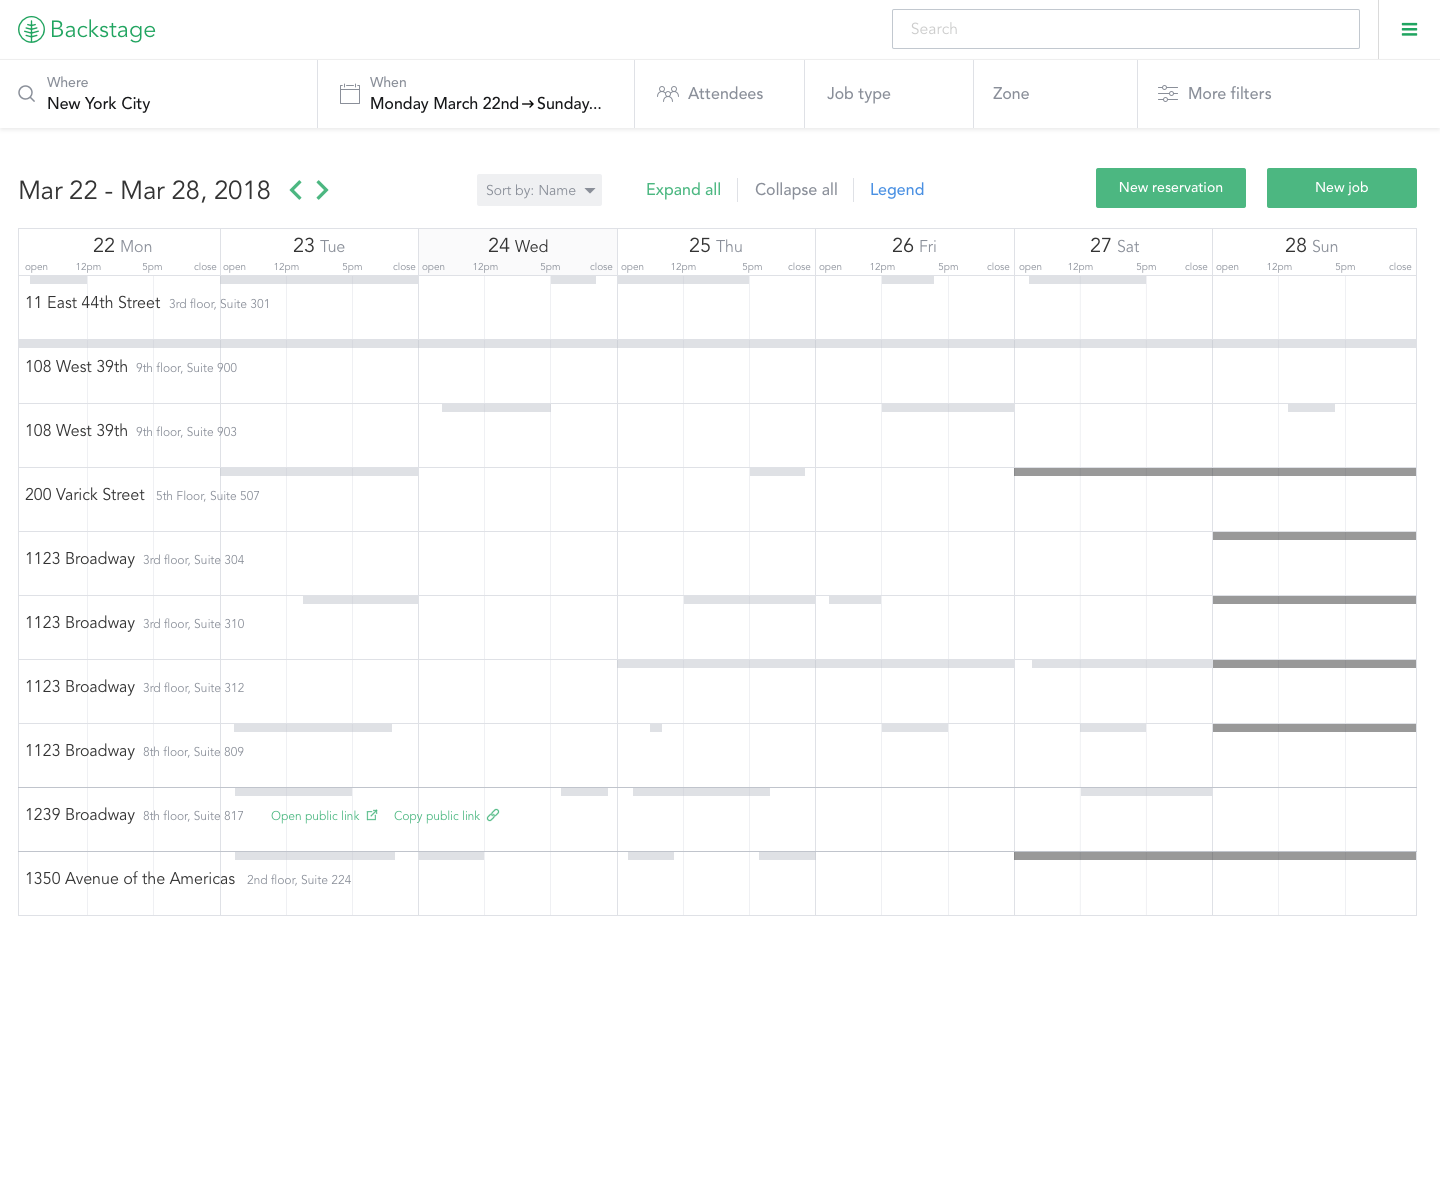 Backstage
Search
Where
New York City
When
Monday March 22nd→Sunday...
Attendees
Job type
Zone
More filters
Mar 22 - Mar 28, 2018
Sort by: Name
Expand all
Collapse all
Legend
New reservation
New job
22 Mon 23 Tue 24 Wed 25 Thu 26 Fri 27 Sat 28 Sun
open 12pm 5pm close open 12pm 5pm close open 12pm 5pm close open 12pm 5pm close open 12pm 5pm close open 12pm 5pm close open 12pm 5pm close
11 East 44th Street 3rd floor, Suite 301
108 West 39th 9th floor, Suite 900
108 West 39th 9th floor, Suite 903
200 Varick Street 5th Floor, Suite 507
1123 Broadway 3rd floor, Suite 304
1123 Broadway 3rd floor, Suite 310
1123 Broadway 3rd floor, Suite 312
1123 Broadway 8th floor, Suite 809
1239 Broadway 8th floor, Suite 817 Open public link Copy public link
1350 Avenue of the Americas 2nd floor, Suite 224